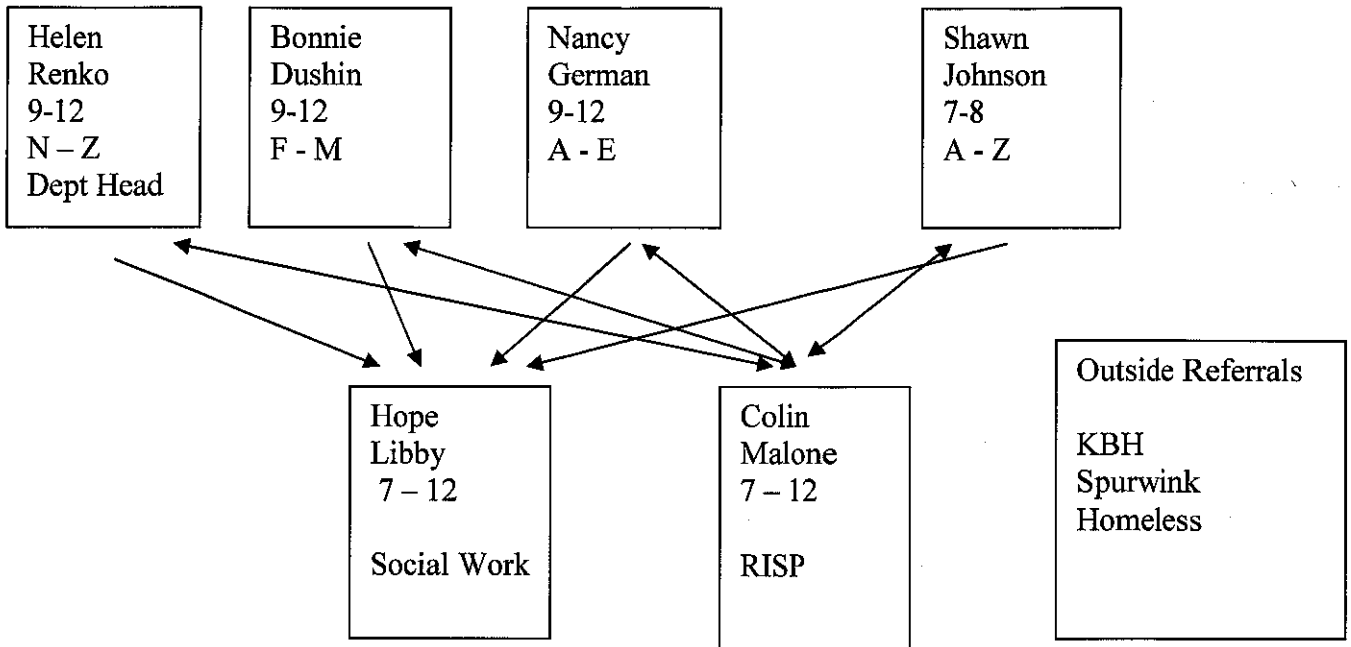 Helen
Renko
9-12
N – Z
Dept Head
Bonnie
Dushin
9-12
F - M
Nancy
German
9-12
A - E
Shawn
Johnson
7-8
A - Z
Hope
Libby
7 – 12
Social Work
Colin
Malone
7 – 12
RISP
Outside Referrals
KBH
Spurwink
Homeless